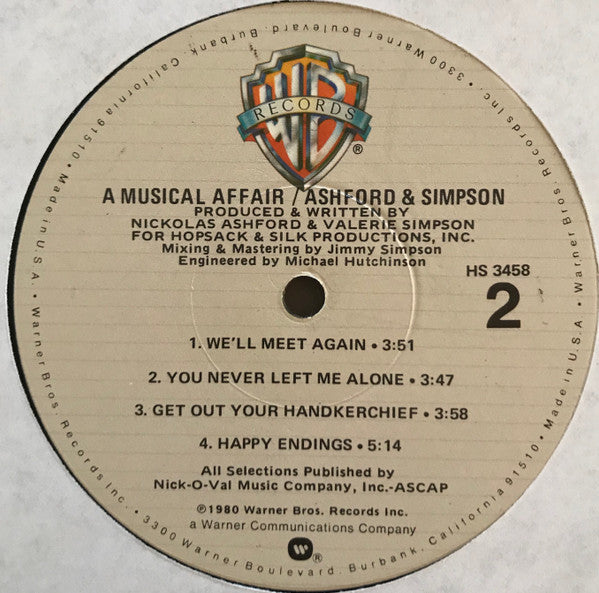 WB
RECORDS
®
A MUSICAL AFFAIR / ASHFORD & SIMPSON
PRODUCED & WRITTEN BY
NICKOLAS ASHFORD & VALERIE SIMPSON
FOR HOPSACK & SILK PRODUCTIONS, INC.
Mixing & Mastering by Jimmy Simpson
Engineered by Michael Hutchinson
HS 3458
2
1. WE'LL MEET AGAIN • 3:51
2. YOU NEVER LEFT ME ALONE • 3:47
3. GET OUT YOUR HANDKERCHIEF • 3:58
4. HAPPY ENDINGS • 5:14
All Selections Published by
Nick-O-Val Music Company, Inc.-ASCAP
℗1980 Warner Bros. Records Inc.
a Warner Communications Company
W®
Warner Bros. Records Inc. • 3300 Warner Boulevard, Burbank, California 91510 • Made in U.S.A. • Warner Bros. Records Inc. • 3300 Warner Boulevard, Burbank, California 91510 • Made in U.S.A. •